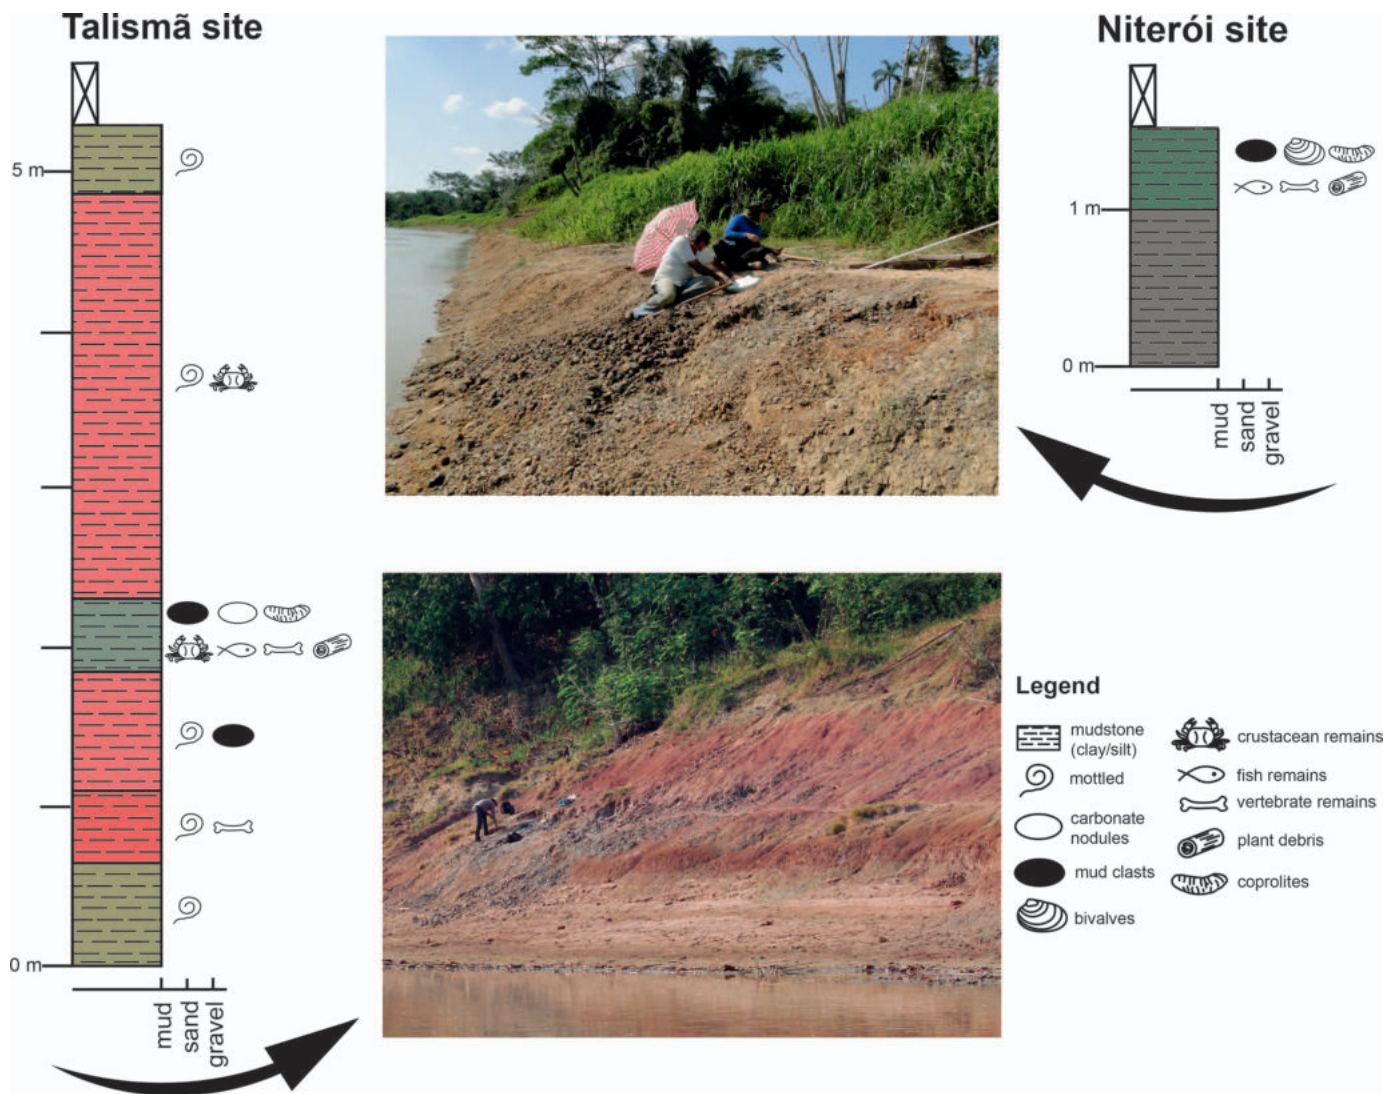 Talismã site
Niterói site
5 m
0 m
mud
sand
gravel
1 m
0 m
mud
sand
gravel
Legend
mudstone
(clay/silt)
mottled
carbonate
nodules
mud clasts
bivalves
crustacean remains
fish remains
vertebrate remains
plant debris
coprolites